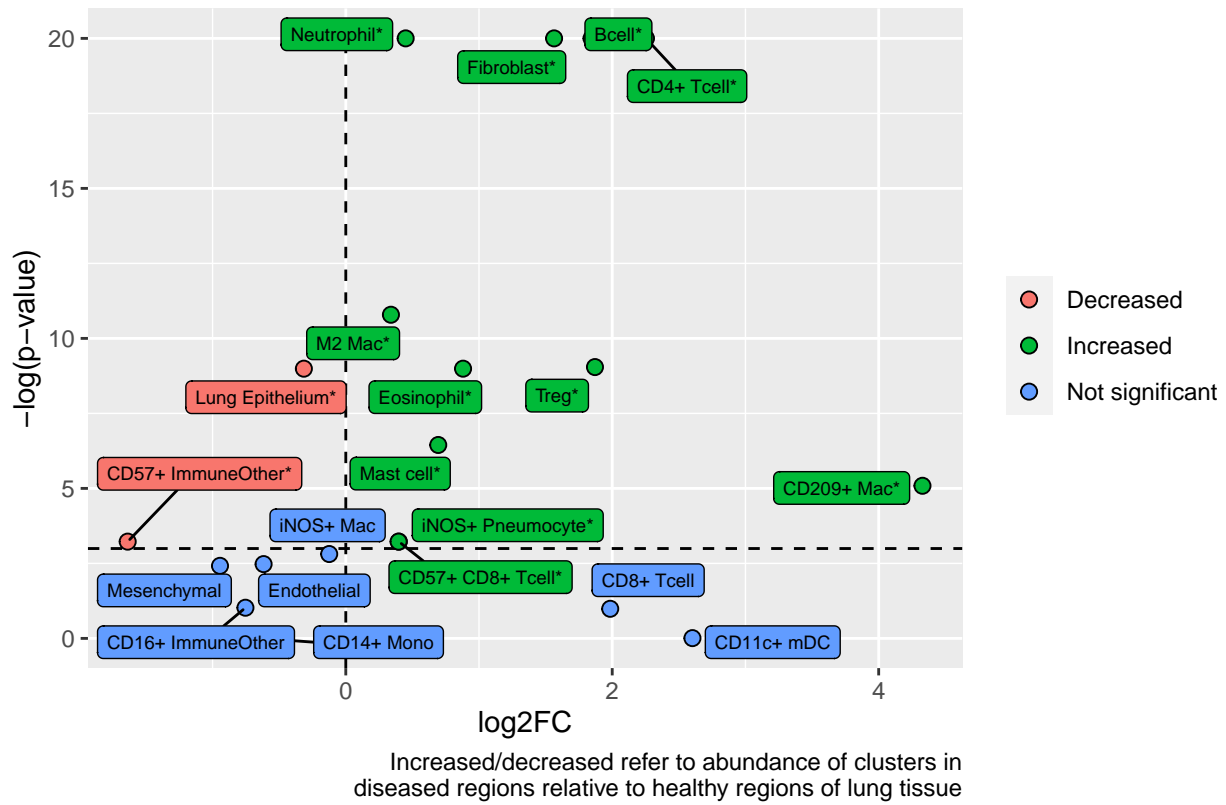 20
15
10
5
0
−log(p−value)
Neutrophil*
Bcell*
Fibroblast*
CD4+ Tcell*
M2 Mac*
Lung Epithelium*
Eosinophil*
Treg*
CD57+ ImmuneOther*
Mast cell*
CD209+ Mac*
iNOS+ Mac
iNOS+ Pneumocyte*
CD57+ CD8+ Tcell*
CD8+ Tcell
Mesenchymal
Endothelial
CD16+ ImmuneOther
CD14+ Mono
CD11c+ mDC
Decreased
Increased
Not significant
0
2
4
log2FC
Increased/decreased refer to abundance of clusters in
diseased regions relative to healthy regions of lung tissue